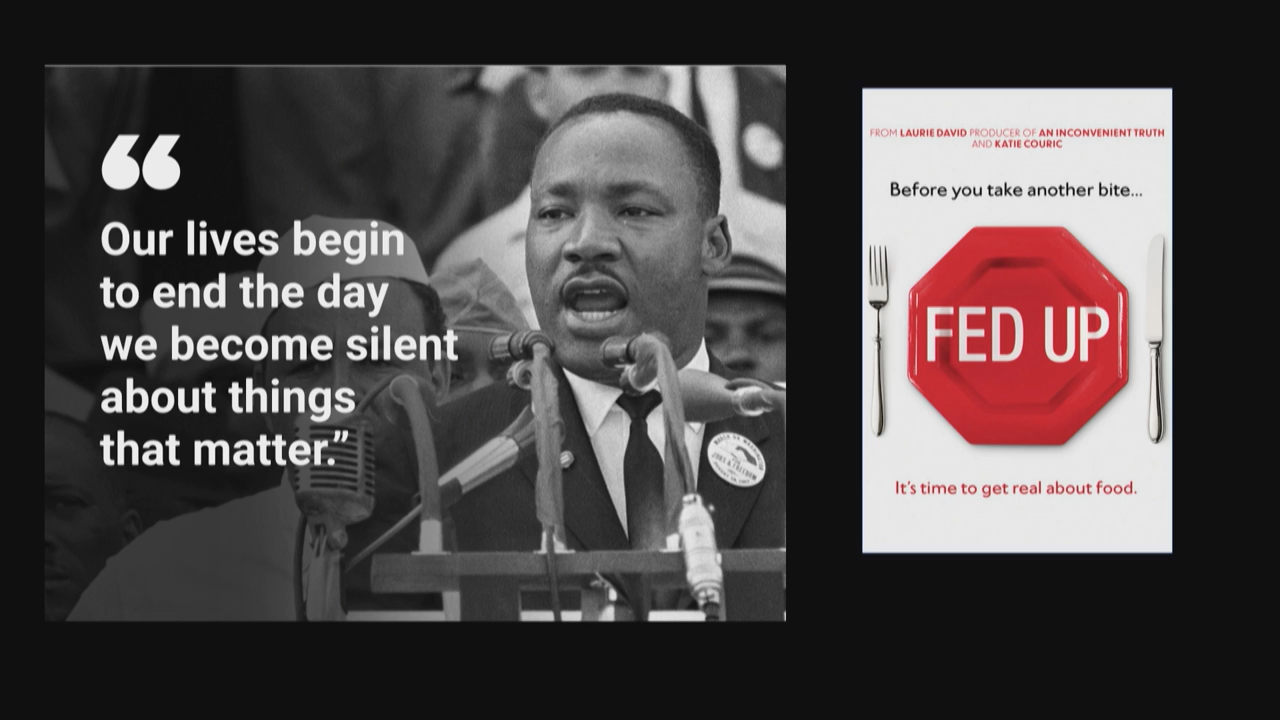 “
Our lives begin
to end the day
we become silent
about things
that matter.”
FROM LAURIE DAVID PRODUCER OF AN INCONVENIENT TRUTH
AND KATIE COURIC
Before you take another bite...
FED UP
It's time to get real about food.